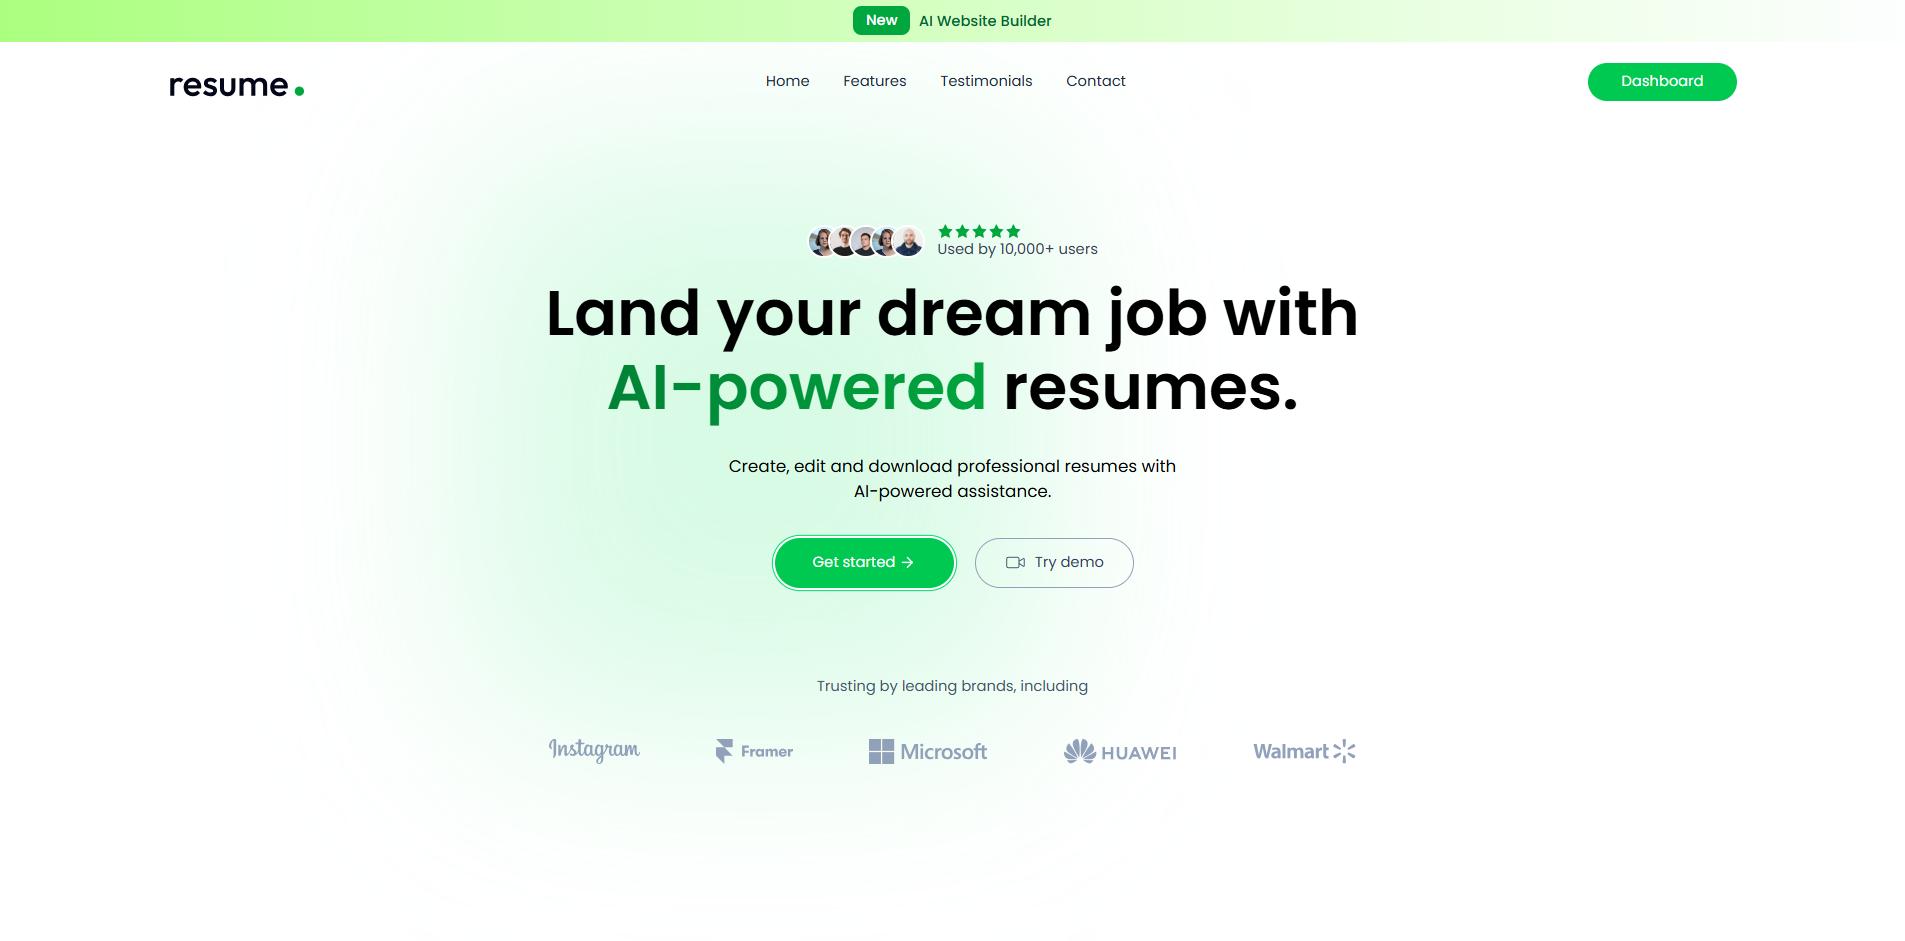 New AI Website Builder
resume.
Home Features Testimonials Contact
Dashboard
Used by 10,000+ users
Land your dream job with
AI-powered resumes.
Create, edit and download professional resumes with
AI-powered assistance.
Get started →
Try demo
Trusting by leading brands, including
Instagram
Framer
Microsoft
HUAWEI
Walmart